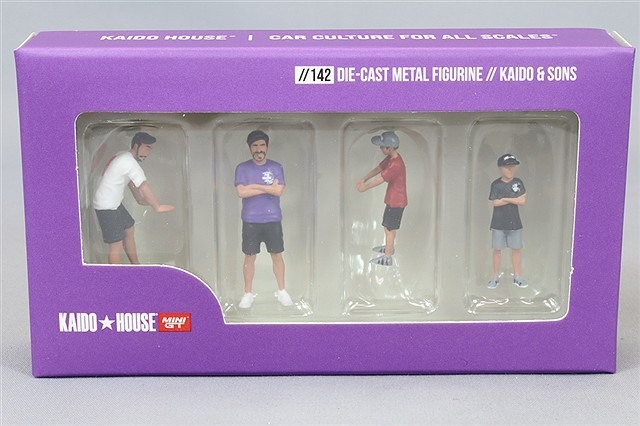 KAIDO HOUSE™ | CAR CULTURE FOR ALL SCALES™
//142 DIE-CAST METAL FIGURINE // KAIDO & SONS
KAIDO★HOUSE MINI GT